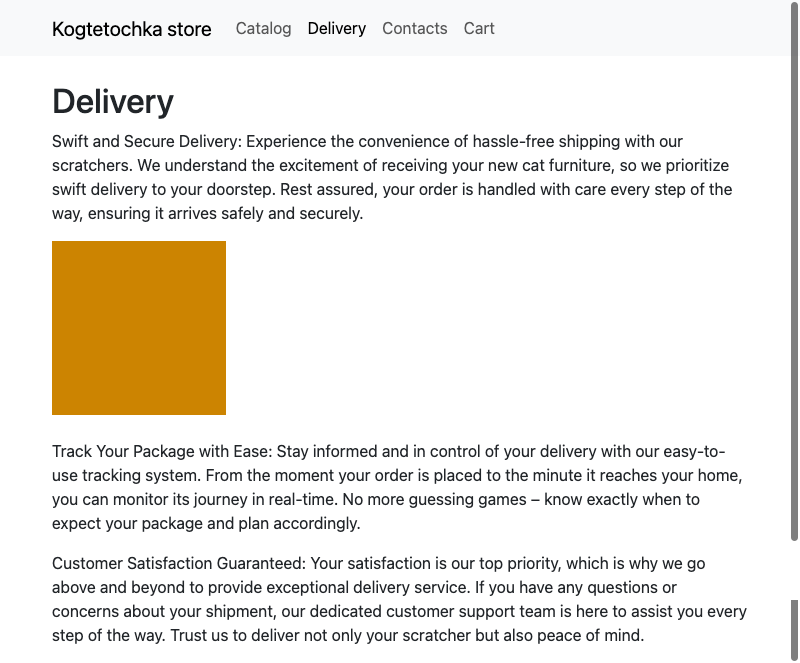 Kogtetochka store Catalog Delivery Contacts Cart
Delivery
Swift and Secure Delivery: Experience the convenience of hassle-free shipping with our
scratchers. We understand the excitement of receiving your new cat furniture, so we prioritize
swift delivery to your doorstep. Rest assured, your order is handled with care every step of the
way, ensuring it arrives safely and securely.
Track Your Package with Ease: Stay informed and in control of your delivery with our easy-to-
use tracking system. From the moment your order is placed to the minute it reaches your home,
you can monitor its journey in real-time. No more guessing games – know exactly when to
expect your package and plan accordingly.
Customer Satisfaction Guaranteed: Your satisfaction is our top priority, which is why we go
above and beyond to provide exceptional delivery service. If you have any questions or
concerns about your shipment, our dedicated customer support team is here to assist you every
step of the way. Trust us to deliver not only your scratcher but also peace of mind.